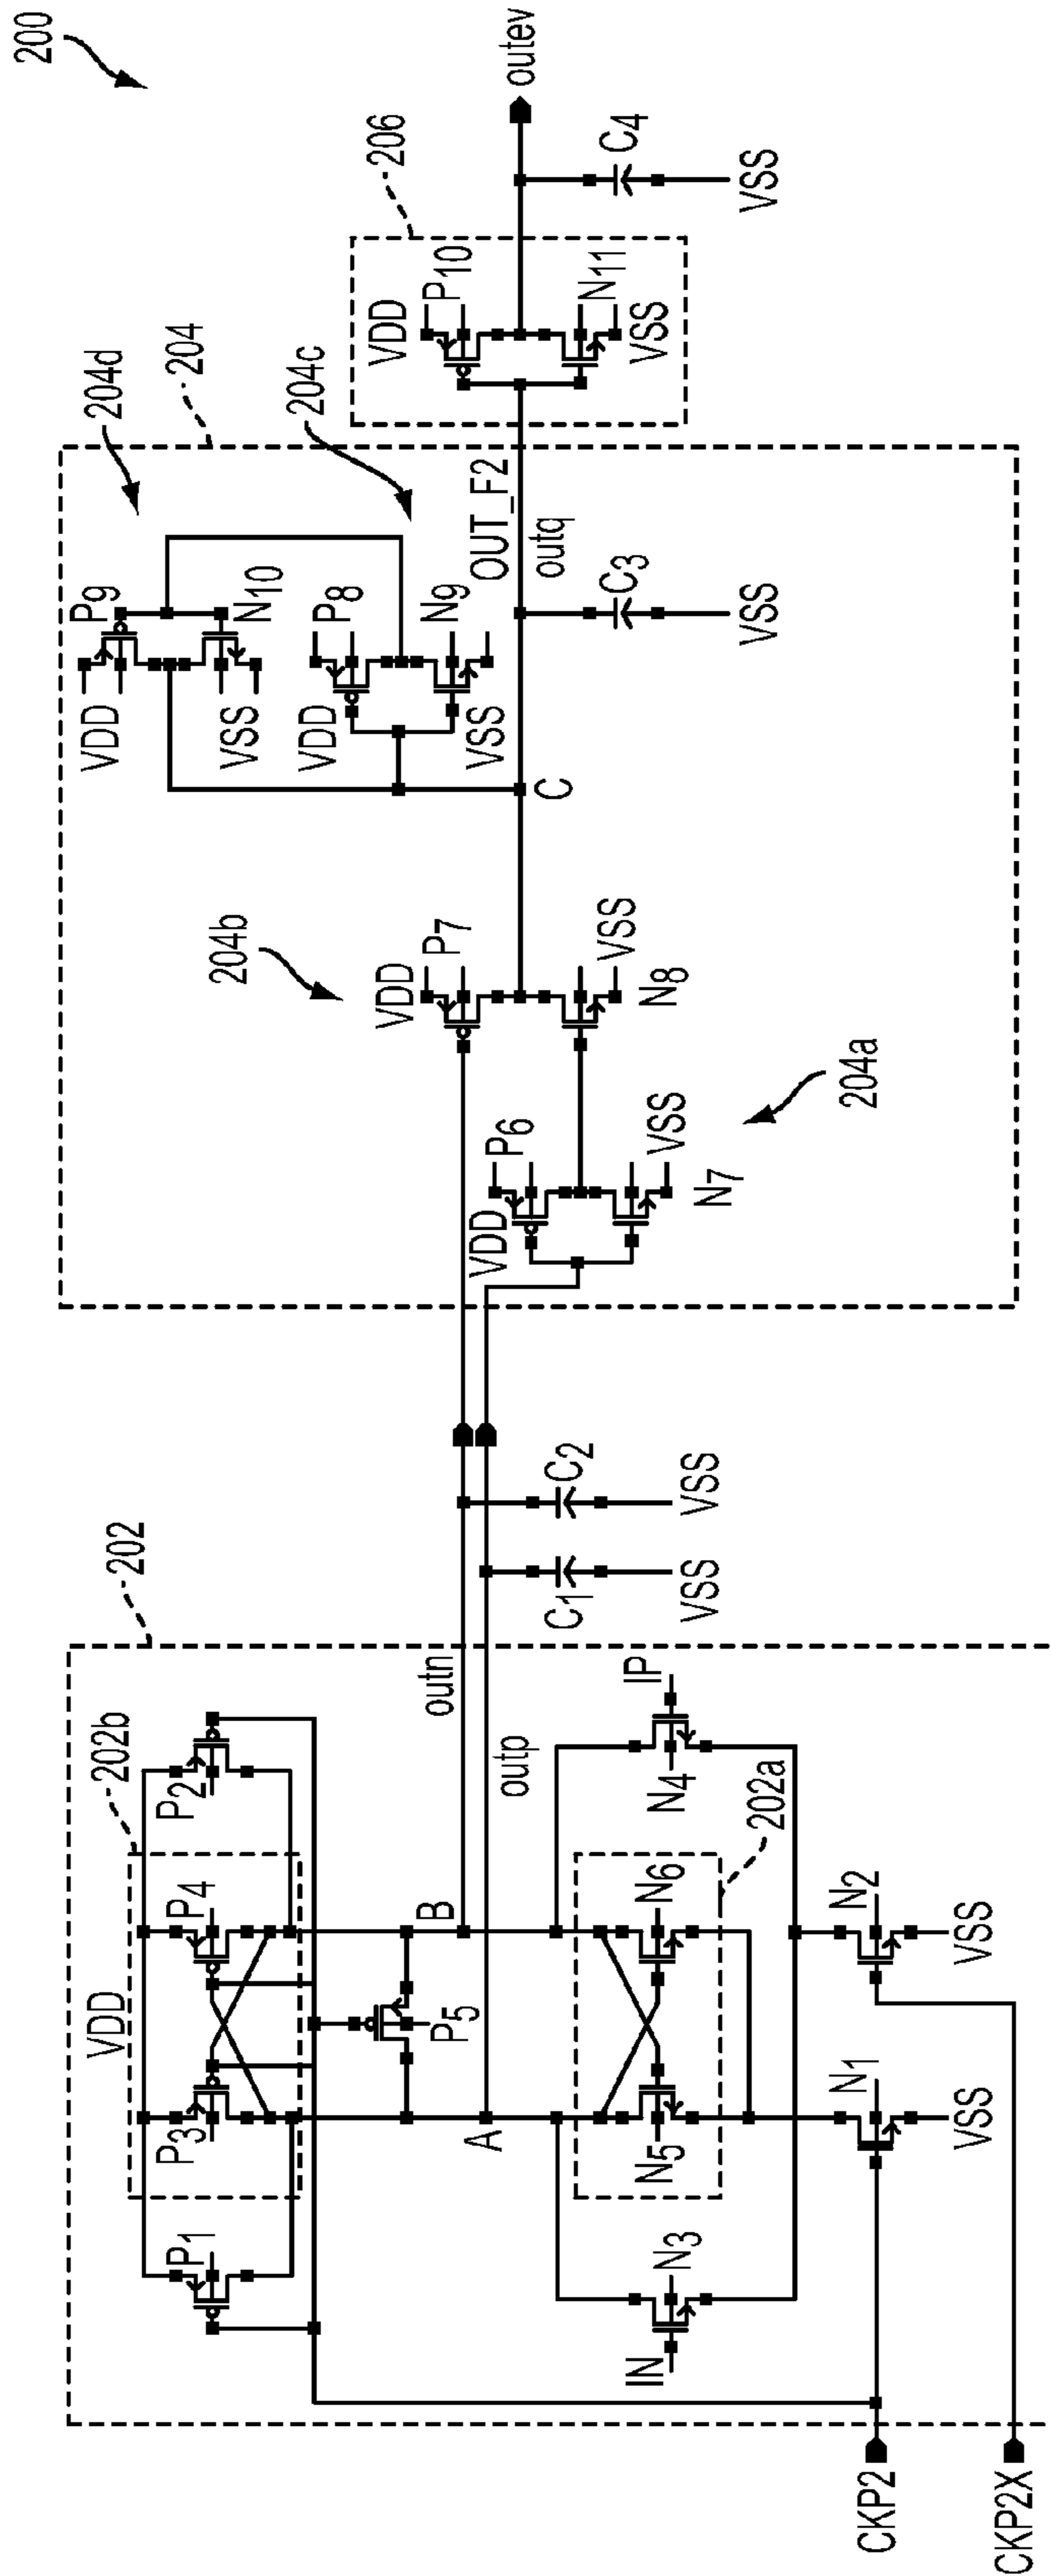 200
202
202b
VDD
P1
P3
P4
P2
P5
A
B
outn
outp
IN
N3
N5
N6
N4
IP
202a
N1
N2
VSS
VSS
CKP2
CKP2X
C1
C2
VSS
VSS
204
204a
VDD
P6
N7
VSS
204b
VDD
P7
N8
VSS
C
204d
P9
N10
VDD
VSS
204c
P8
N9
VDD
VSS
OUT_F2
outq
C3
VSS
206
VDD
P10
N11
VSS
outev
C4
VSS